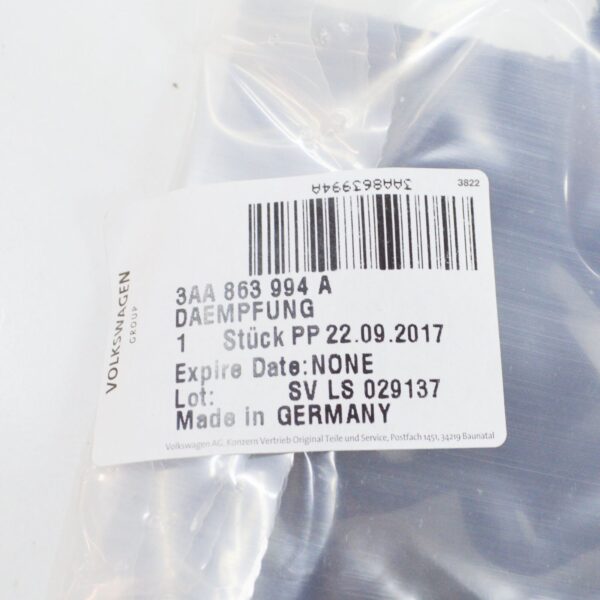 3AA863994A
3822
VOLKSWAGEN
GROUP
3AA 863 994 A
DAEMPFUNG
1 Stück PP 22.09.2017
Expire Date:NONE
Lot: SV LS 029137
Made in GERMANY
Volkswagen AG, Konzern Vertrieb Original Teile und Service, Postfach 1451, 34219 Baunatal